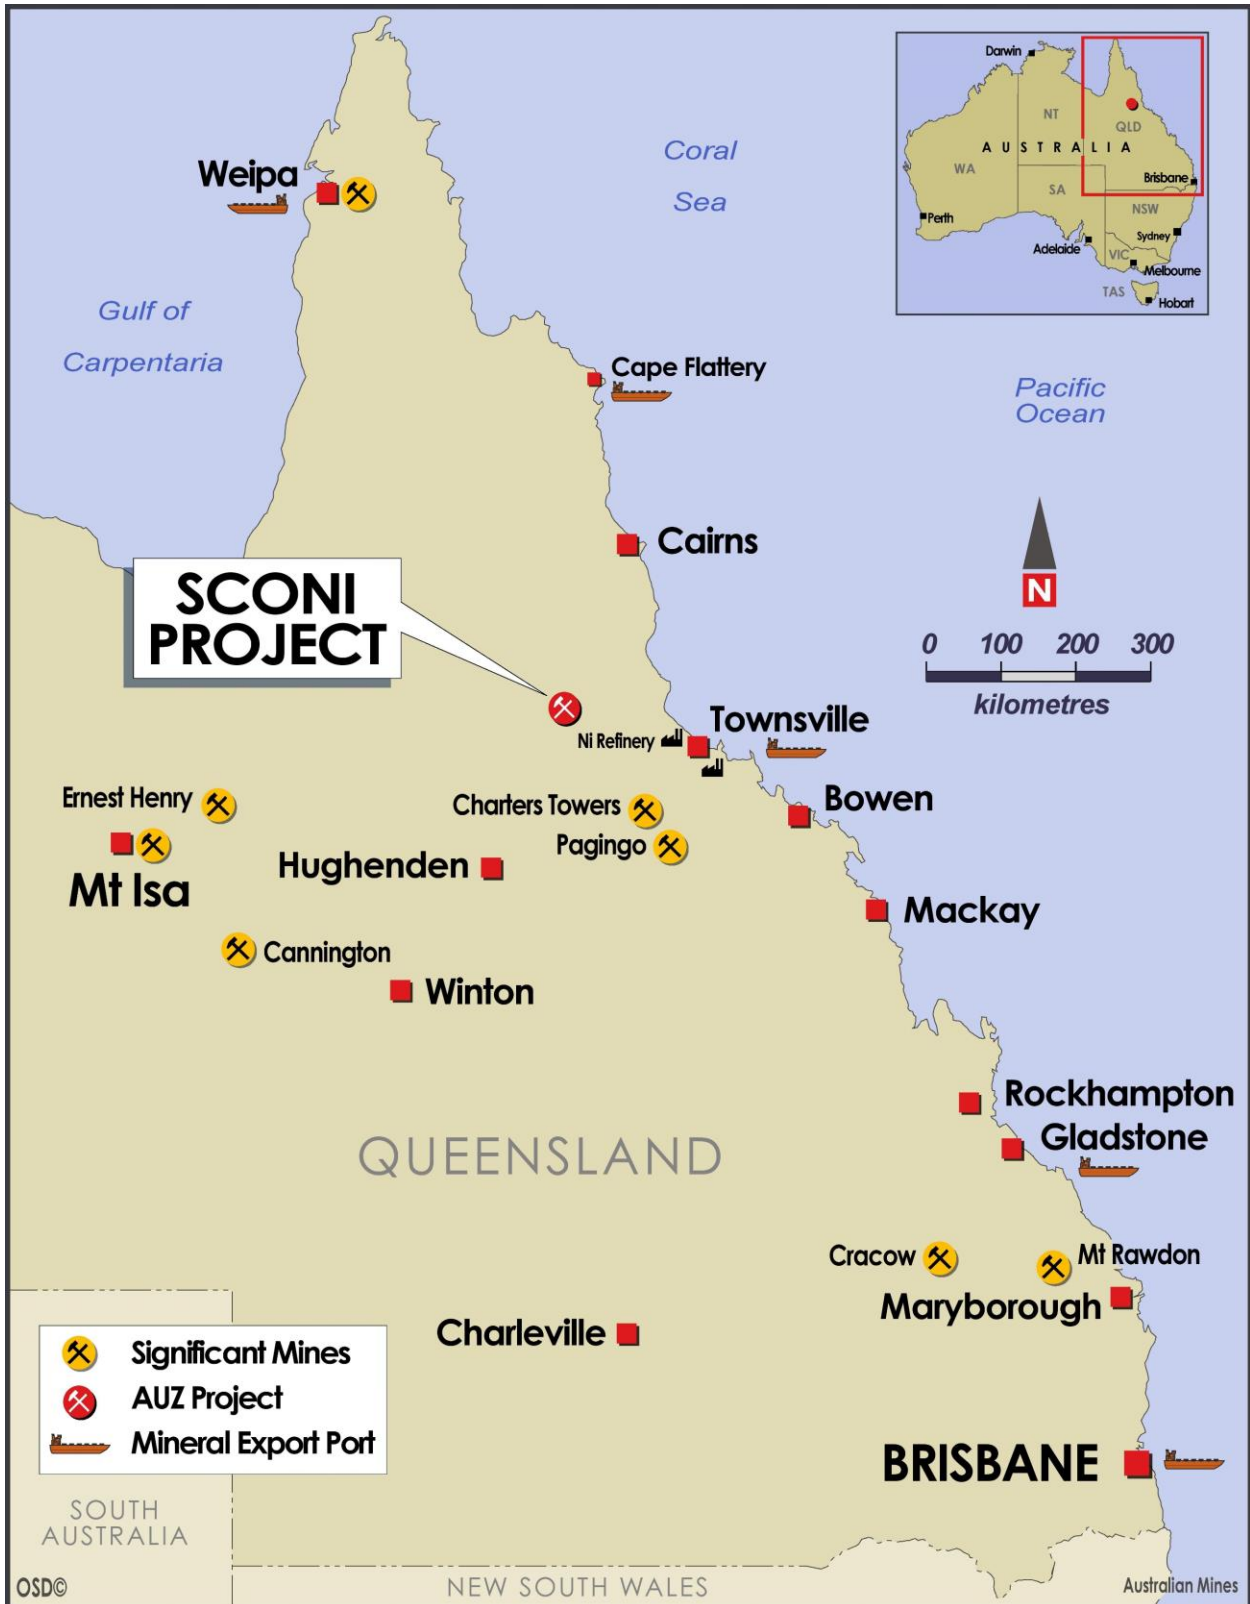 Darwin
NT
QLD
AUSTRALIA
WA
SA
Brisbane
NSW
Perth
Sydney
Adelaide
VIC
Melbourne
TAS
Hobart
Coral
Sea
Weipa
Gulf of
Carpentaria
Cape Flattery
Pacific
Ocean
N
Cairns
SCONI
PROJECT
0 100 200 300
kilometres
Townsville
Ni Refinery
Ernest Henry
Charters Towers
Bowen
Pagingo
Hughenden
Mt Isa
Mackay
Cannington
Winton
Rockhampton
Gladstone
QUEENSLAND
Cracow
Mt Rawdon
Maryborough
Charleville
Significant Mines
AUZ Project
Mineral Export Port
BRISBANE
SOUTH
AUSTRALIA
NEW SOUTH WALES
OSD©
Australian Mines